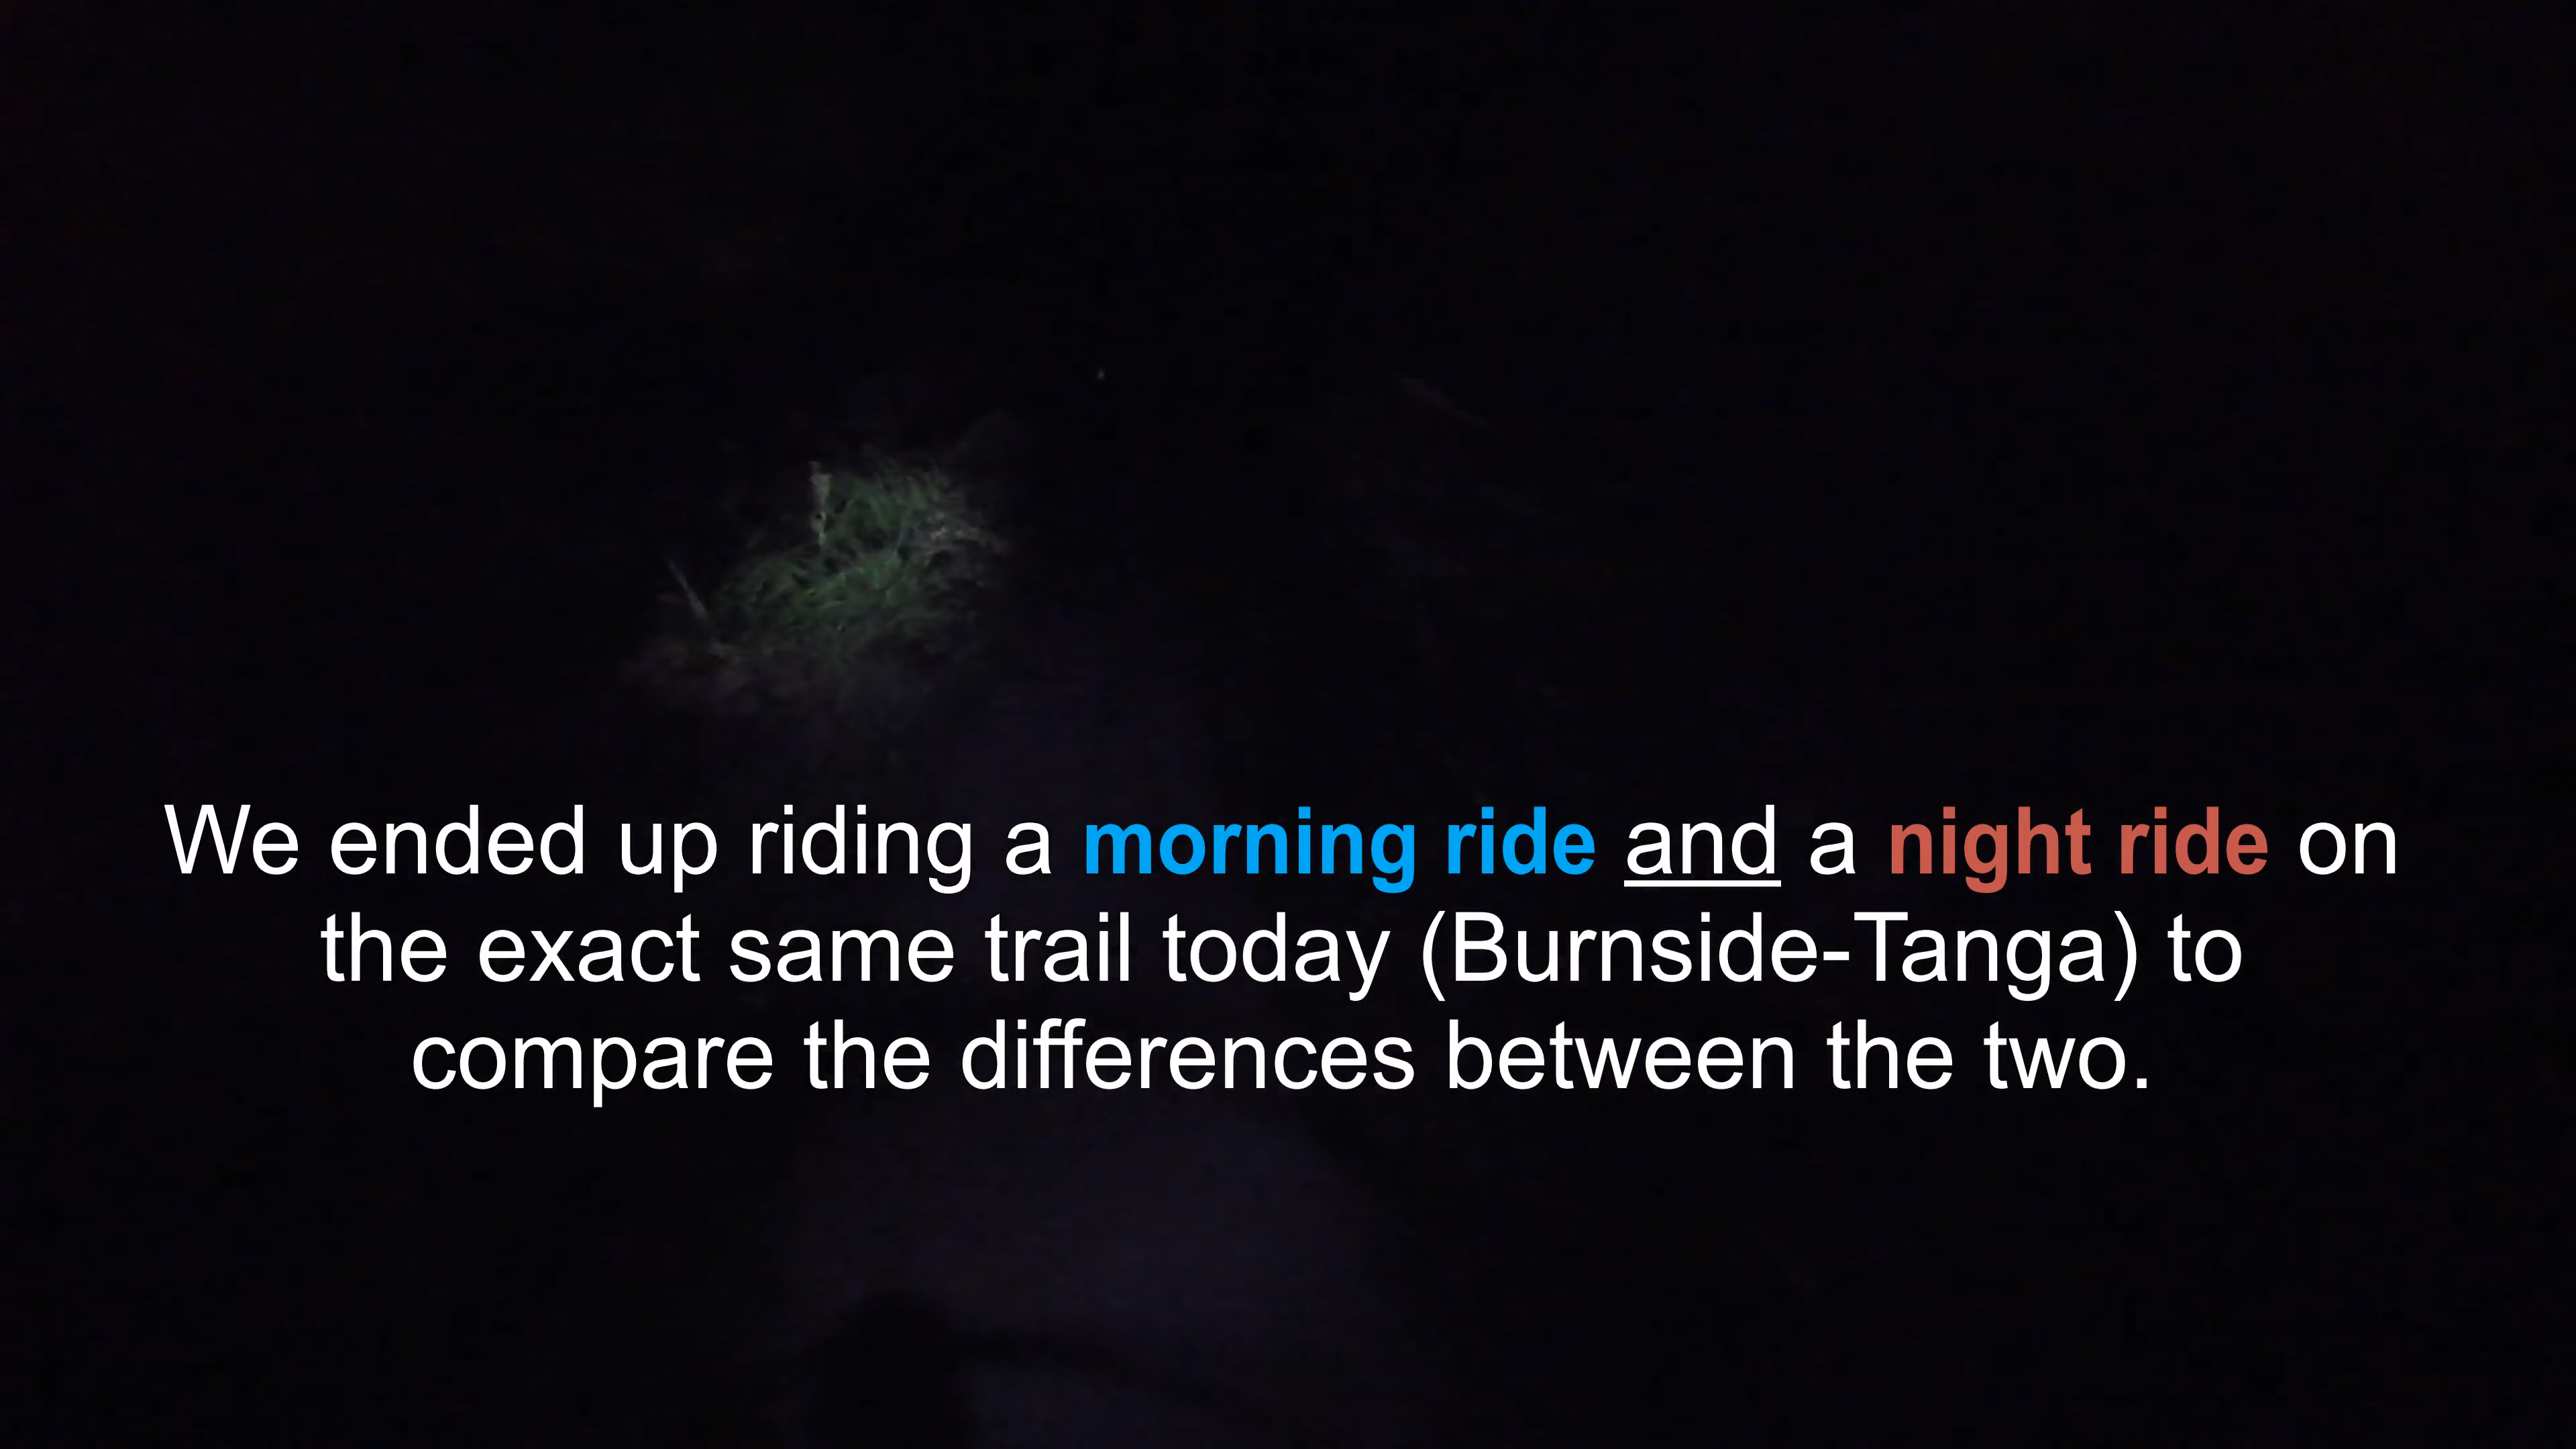 We ended up riding a morning ride and a night ride on
the exact same trail today (Burnside-Tanga) to
compare the differences between the two.